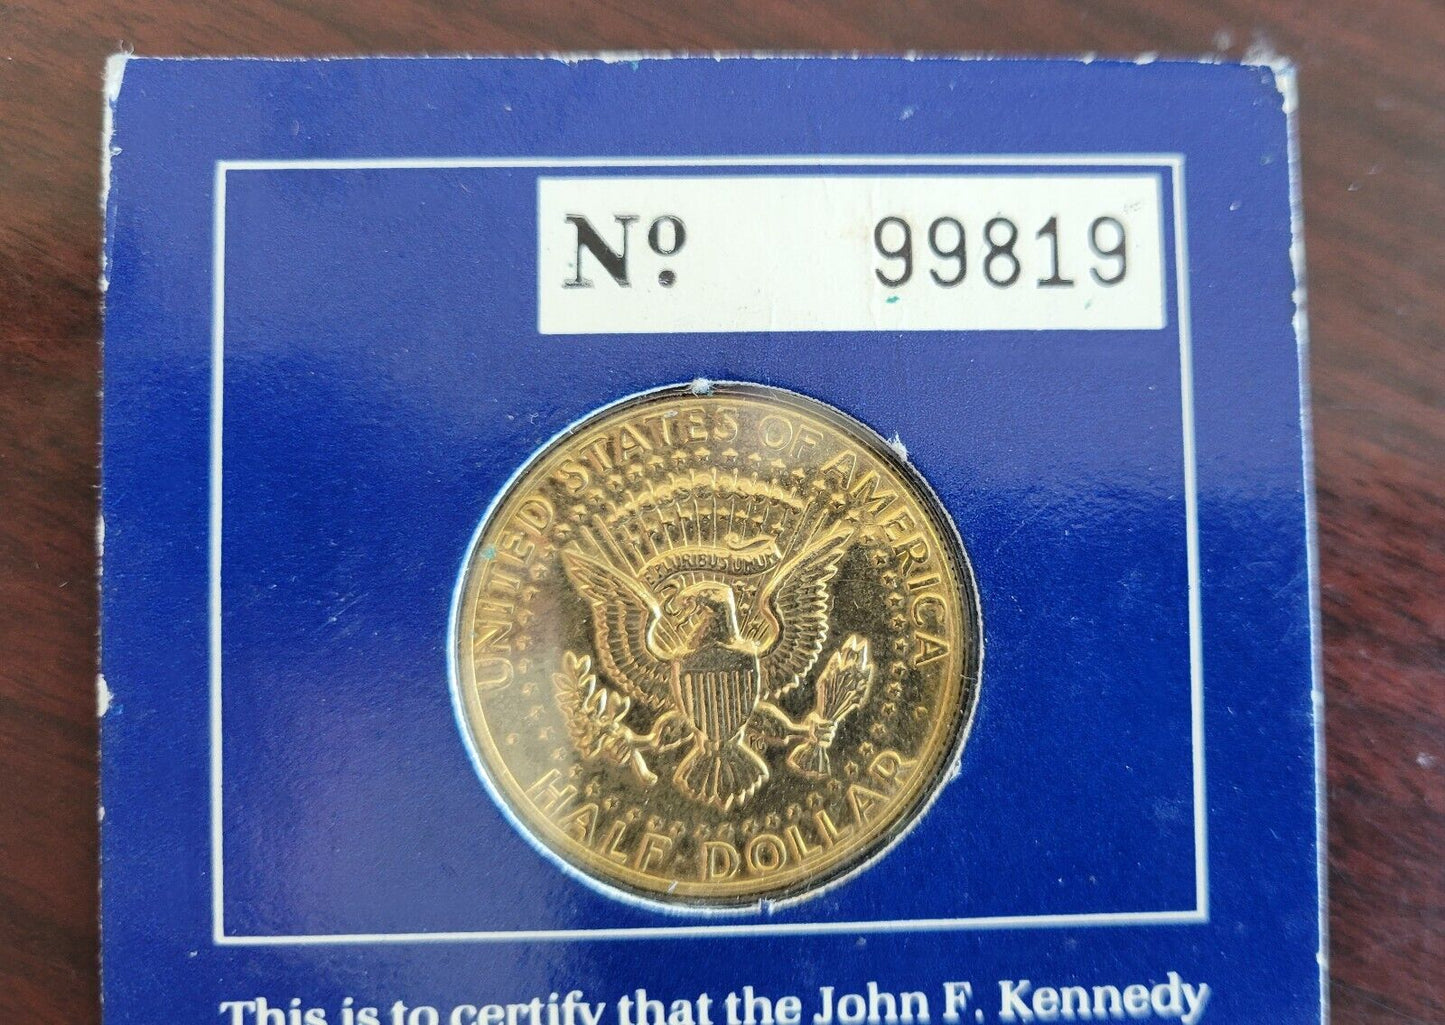 Nº. 99819
UNITED STATES OF AMERICA
E PLURIBUS UNUM
HALF DOLLAR
This is to certify that the John F. Kennedy